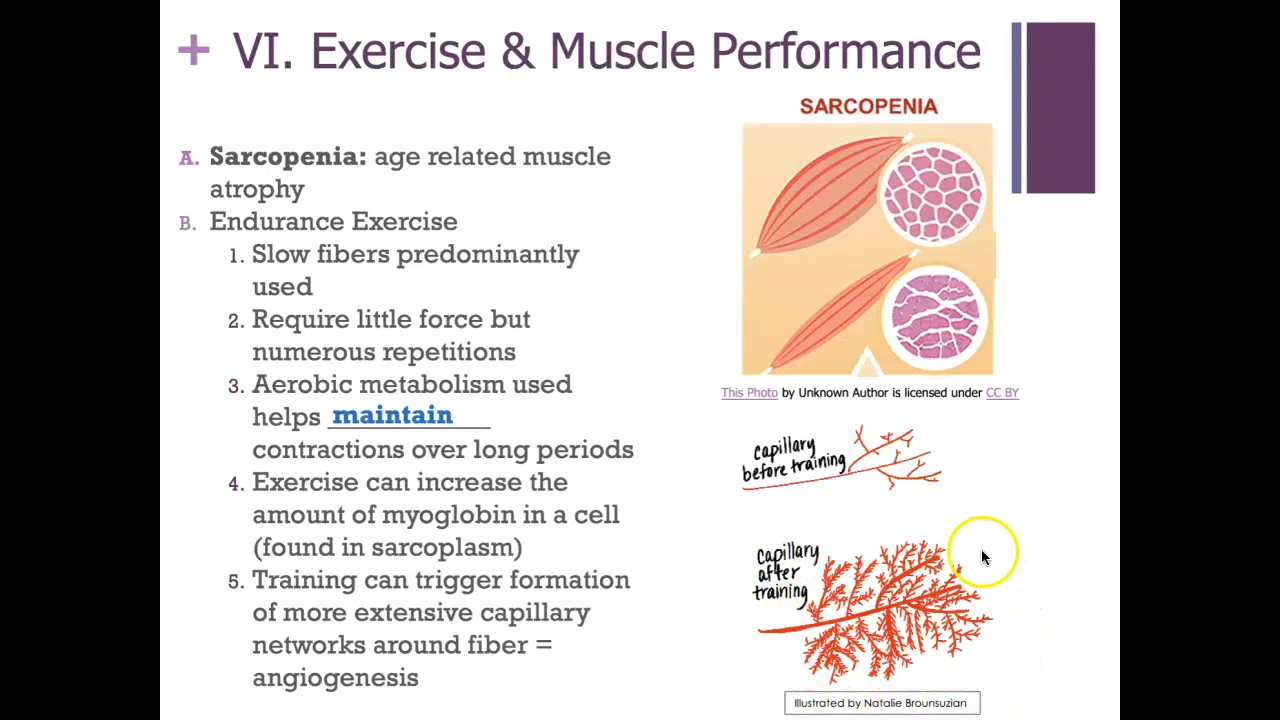 + VI. Exercise & Muscle Performance
A. Sarcopenia: age related muscle
atrophy
B. Endurance Exercise
1. Slow fibers predominantly
used
2. Require little force but
numerous repetitions
3. Aerobic metabolism used
helps maintain
contractions over long periods
4. Exercise can increase the
amount of myoglobin in a cell
(found in sarcoplasm)
5. Training can trigger formation
of more extensive capillary
networks around fiber =
angiogenesis
SARCOPENIA
This Photo by Unknown Author is licensed under CC BY
capillary
before training
capillary
after
training
Illustrated by Natalie Brounsuzian